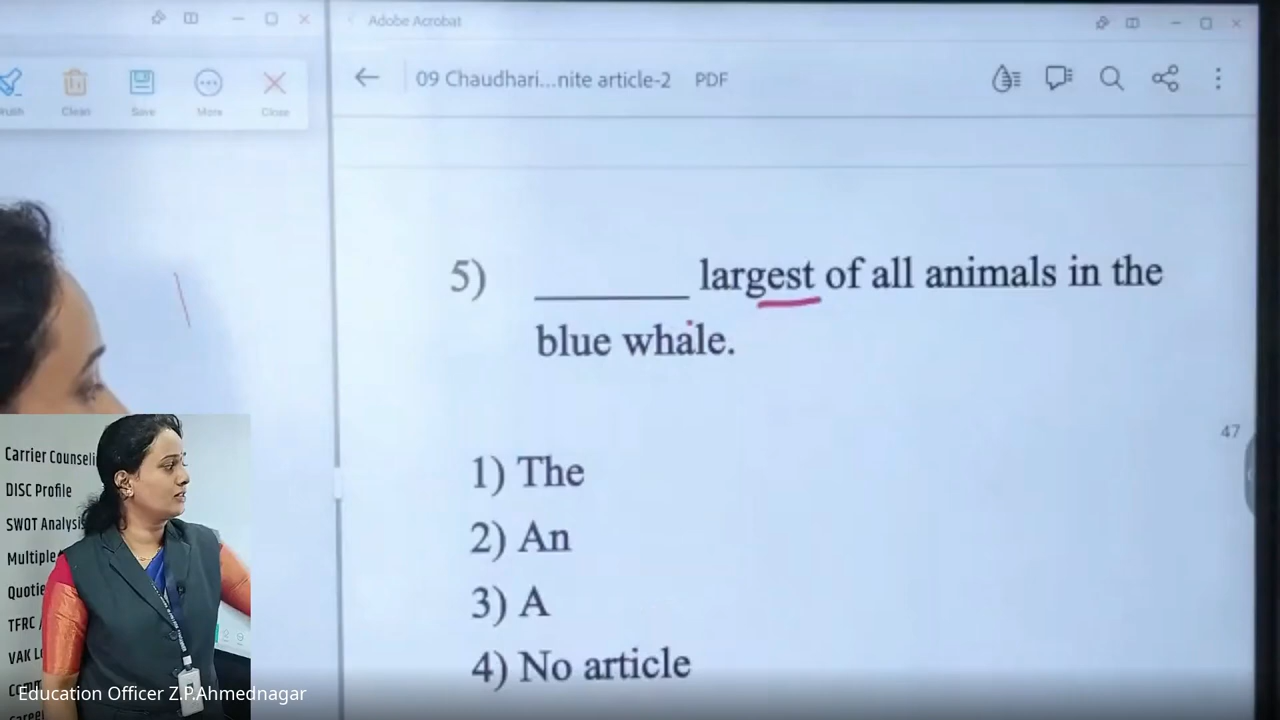 Adobe Acrobat
Clean Save More Close
09 Chaudhari...nite article-2 PDF
5) ________ largest of all animals in the
blue whale.
47
1) The
2) An
3) A
4) No article
Carrier
DISC Profile
SWOT Analysis
Multiple
TFRC
VAK
Education Officer Z.P.Ahmednagar